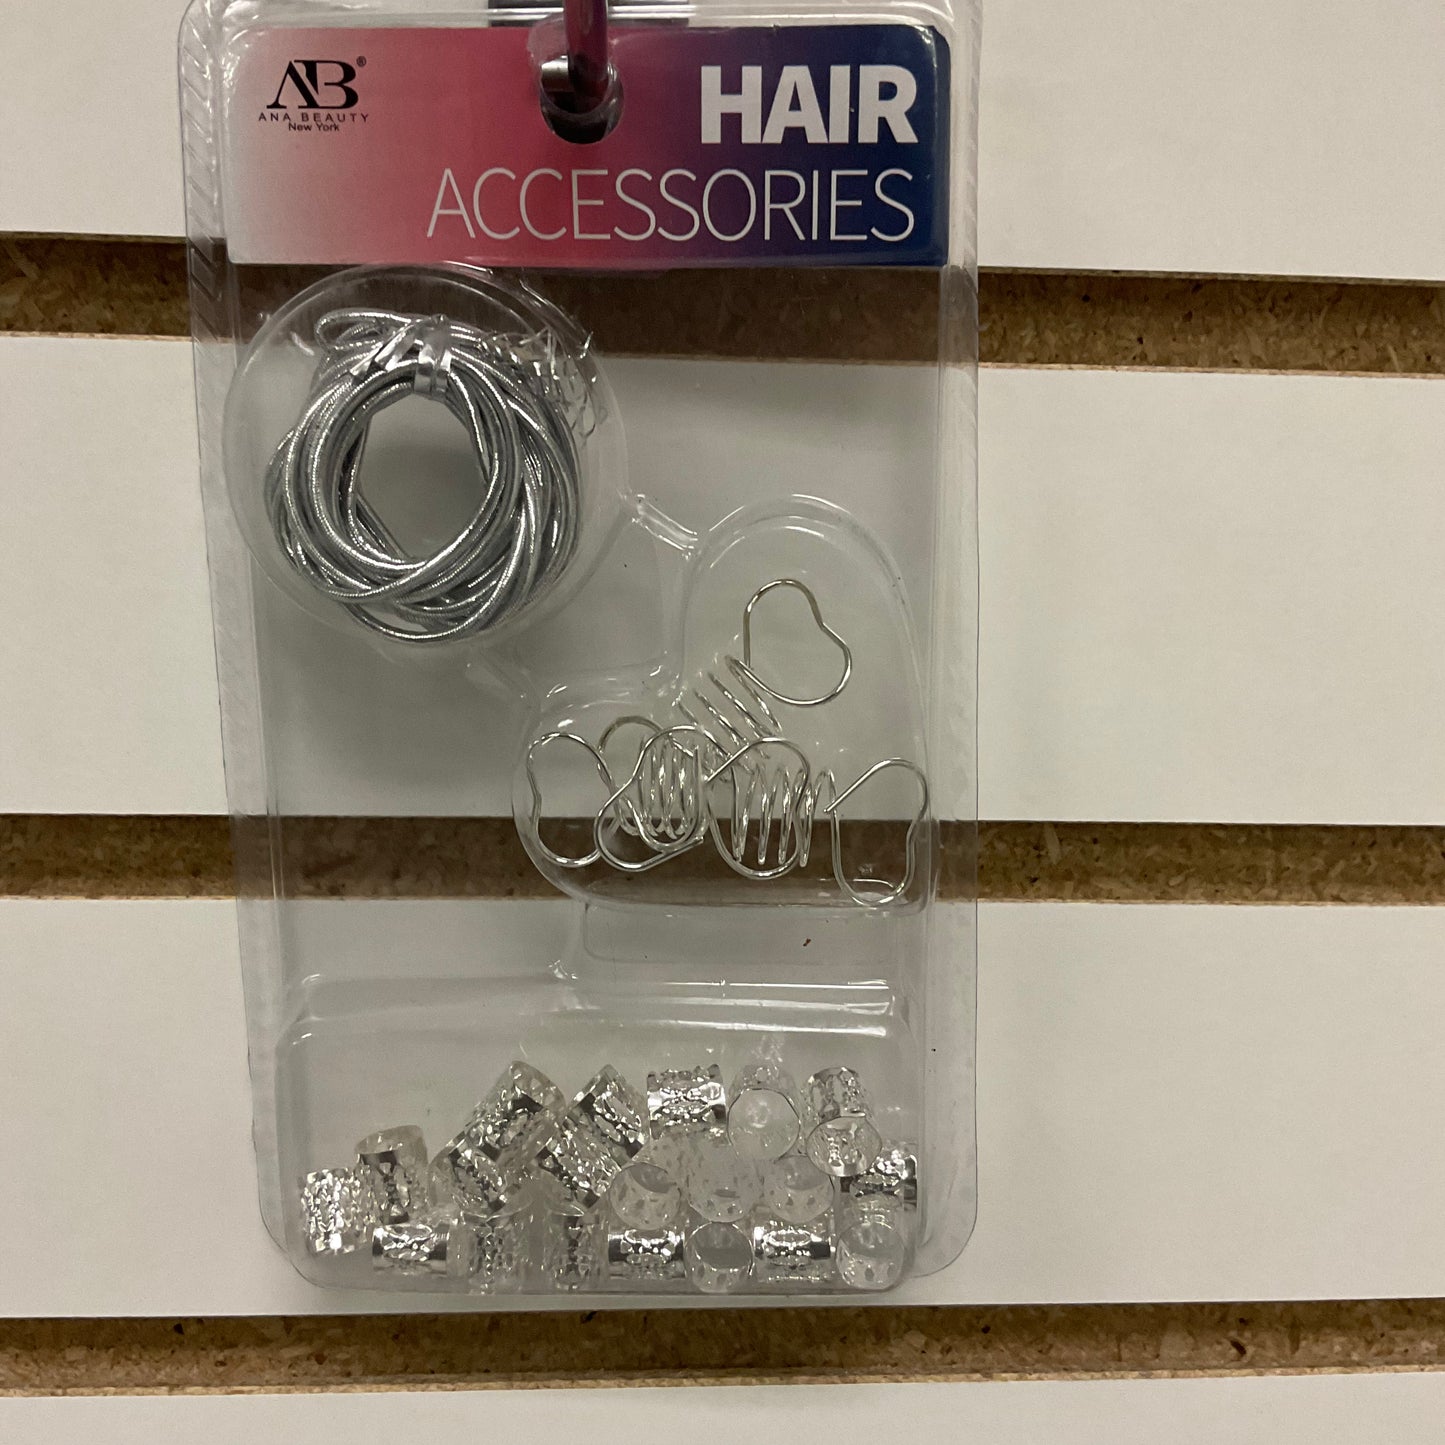 AB®
ANA BEAUTY
New York
HAIR
ACCESSORIES